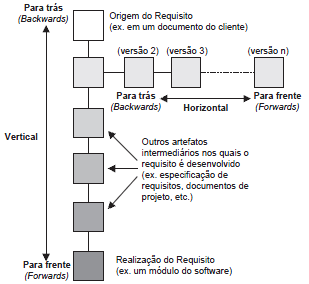 Para trás
(Backwards)
Origem do Requisito
(ex. em um documento do cliente)
(versão 2)
(versão 3)
(versão n)
Para trás
(Backwards)
Horizontal
Para frente
(Forwards)
Vertical
Outros artefatos
intermediários nos quais o
requisito é desenvolvido
(ex. especificação de
requisitos, documentos de
projeto, etc.)
Para frente
(Forwards)
Realização do Requisito
(ex. um módulo do software)